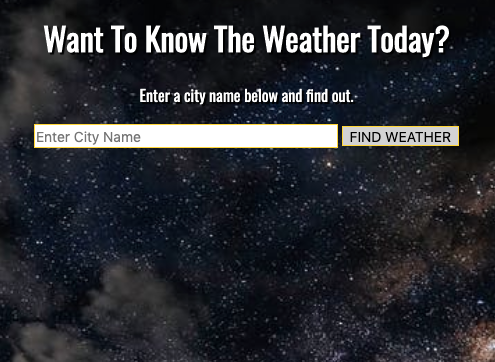 Want To Know The Weather Today?
Enter a city name below and find out.
Enter City Name FIND WEATHER